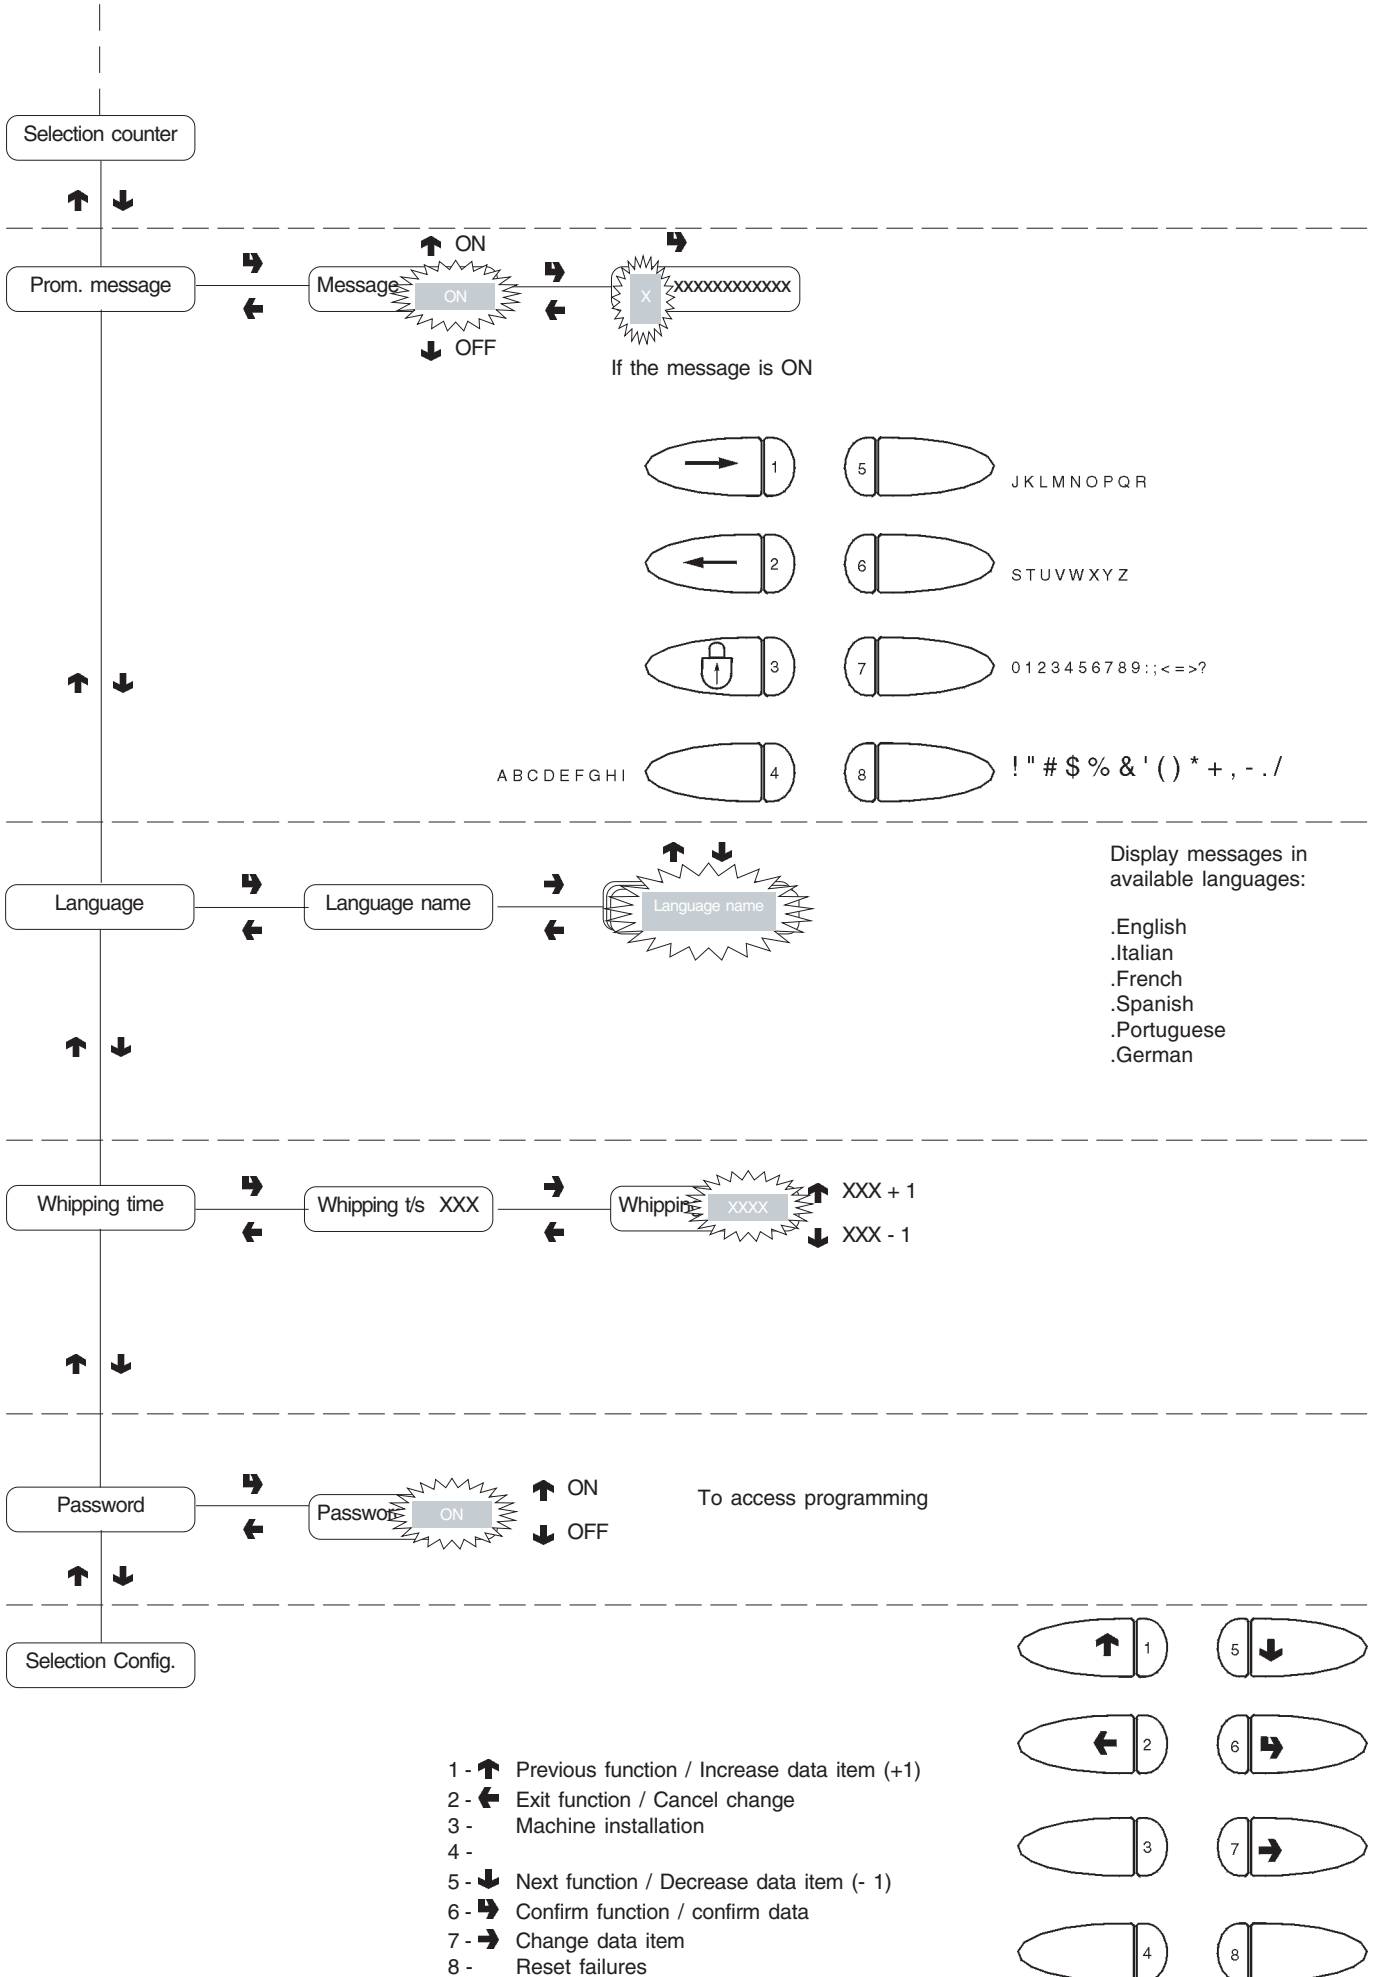 Selection counter
ON
Prom. message
Message
ON
X
XXXXXXXXXXXX
OFF
If the message is ON
1
5
JKLMNOPQR
2
6
STUVWXYZ
3
7
0123456789:;<=>?
ABCDEFGHI
4
8
!"#$%&'()*+,-./
Display messages in
available languages:
Language
Language name
Language name
.English
.Italian
.French
.Spanish
.Portuguese
.German
Whipping time
Whipping t/s XXX
Whippin
XXXX
XXX + 1
XXX - 1
Password
Passwor
ON
ON
OFF
To access programming
Selection Config.
1
5
2
6
3
7
4
8
1 - Previous function / Increase data item (+1)
2 - Exit function / Cancel change
3 - Machine installation
4 -
5 - Next function / Decrease data item (- 1)
6 - Confirm function / confirm data
7 - Change data item
8 - Reset failures